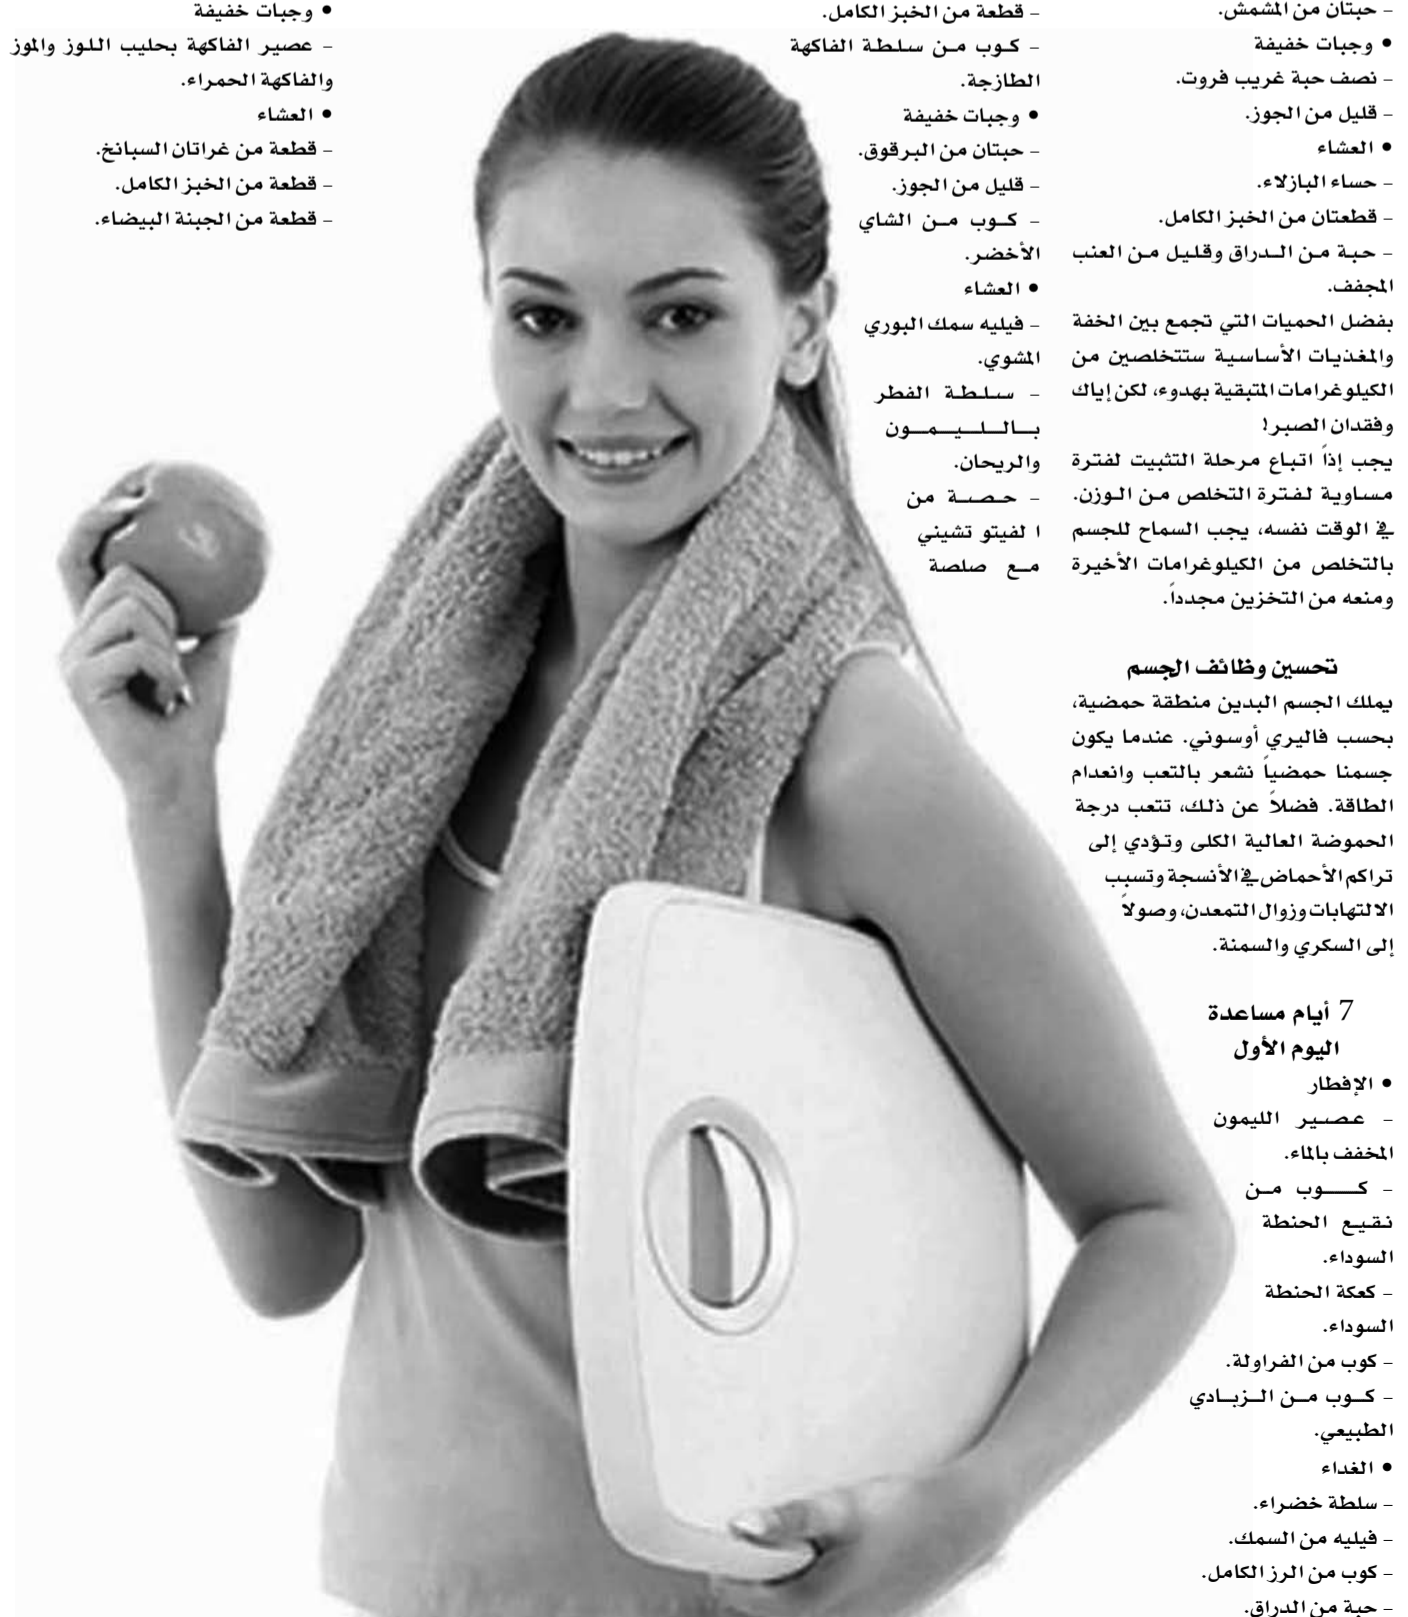 - حبتان من المشمش.
• وجبات خفيفة
- نصف حبة غريب فروت.
- قليل من الجوز.
• العشاء
- حساء البازلاء.
- قطعتان من الخبز الكامل.
- حبة من الدراق وقليل من العنب
المجفف.
بفضل الحميات التي تجمع بين الخفة
والمغذيات الأساسية ستتخلصين من
الكيلوغرامات المتبقية بهدوء، لكن إياك
وفقدان الصبر!
يجب إذاً اتباع مرحلة التثبيت لفترة
مساوية لفترة التخلص من الوزن.
في الوقت نفسه، يجب السماح للجسم
بالتخلص من الكيلوغرامات الأخيرة
ومنعه من التخزين مجدداً.
تحسين وظائف الجسم
يملك الجسم البدين منطقة حمضية،
بحسب فاليري أوسوني. عندما يكون
جسمنا حمضياً نشعر بالتعب وانعدام
الطاقة. فضلاً عن ذلك، تتعب درجة
الحموضة العالية الكلى وتؤدي إلى
تراكم الأحماض في الأنسجة وتسبب
الالتهابات وزوال التمعدن، وصولاً
إلى السكري والسمنة.
7 أيام مساعدة
اليوم الأول
• الإفطار
- عصير الليمون
المخفف بالماء.
- كوب من
نقيع الحنطة
السوداء.
- كعكة الحنطة
السوداء.
- كوب من الفراولة.
- كوب من الزبادي
الطبيعي.
• الغداء
- سلطة خضراء.
- فيليه من السمك.
- كوب من الرز الكامل.
- حبة من الدراق.
- قطعة من الخبز الكامل.
- كوب من سلطة الفاكهة
الطازجة.
• وجبات خفيفة
- حبتان من البرقوق.
- قليل من الجوز.
- كوب من الشاي
الأخضر.
• العشاء
- فيليه سمك البوري
المشوي.
- سلطة الفطر
بالليمون
والريحان.
- حصة من
ا لفيتو تشيني
مع صلصة
• وجبات خفيفة
- عصير الفاكهة بحليب اللوز والموز
والفاكهة الحمراء.
• العشاء
- قطعة من غراتان السبانخ.
- قطعة من الخبز الكامل.
- قطعة من الجبنة البيضاء.